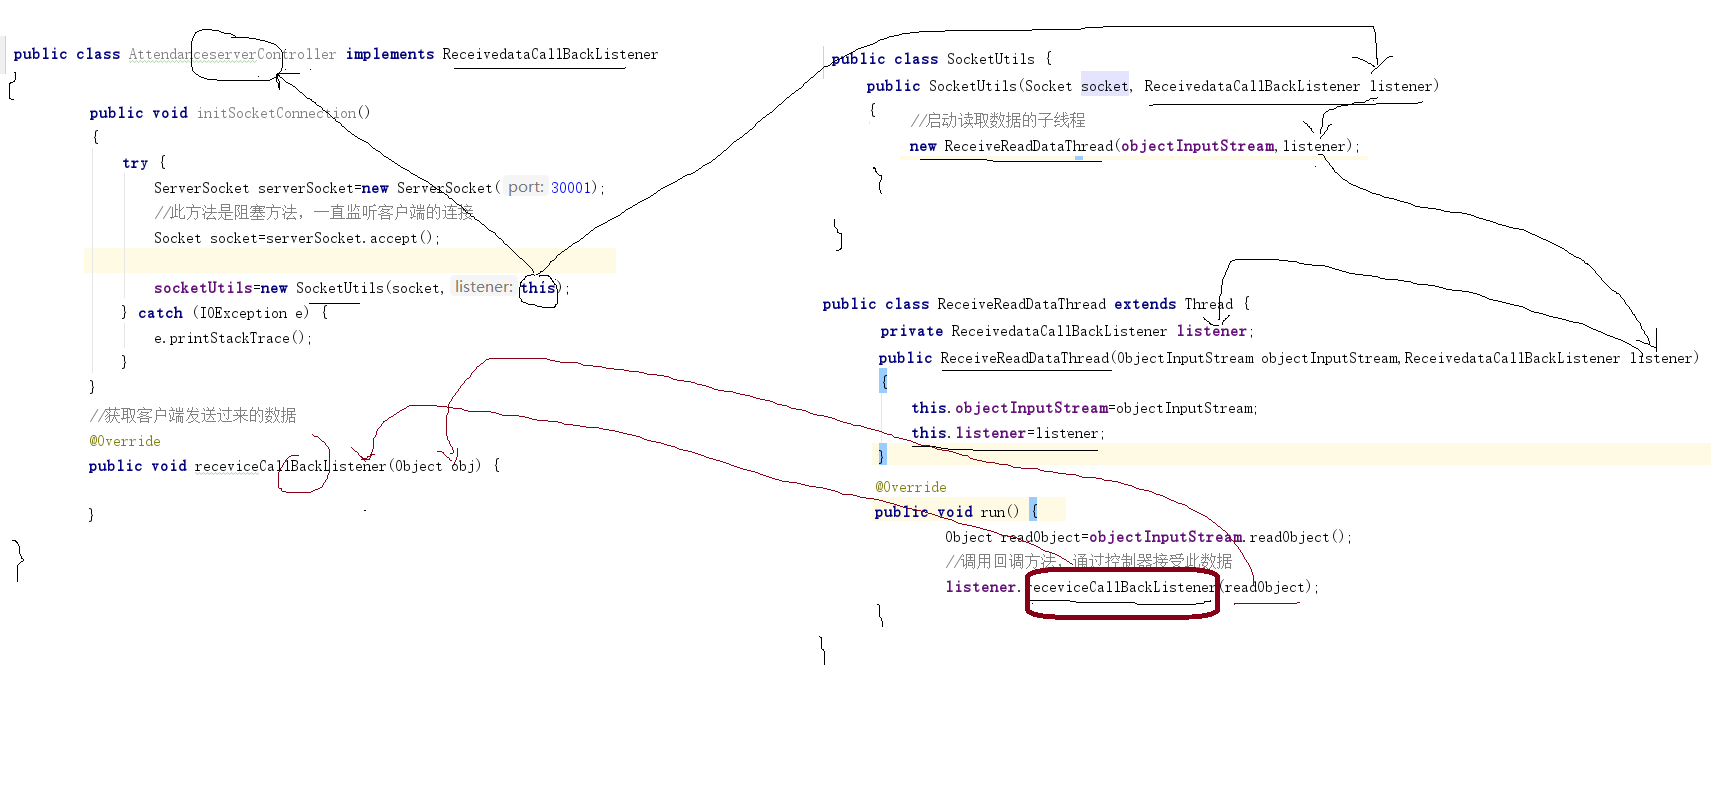 public class AttendanceserverController implements ReceivedataCallBackListener
{
public void initSocketConnection()
{
try {
ServerSocket serverSocket=new ServerSocket( port: 30001);
//此方法是阻塞方法，一直监听客户端的连接
Socket socket=serverSocket.accept();
socketUtils=new SocketUtils(socket, listener: this);
} catch (IOException e) {
e.printStackTrace();
}
}
//获取客户端发送过来的数据
@Override
public void receviceCallBackListener(Object obj) {
}
}
public class SocketUtils {
public SocketUtils(Socket socket, ReceivedataCallBackListener listener)
{
//启动读取数据的子线程
new ReceiveReadDataThread(objectInputStream,listener);
}
}
public class ReceiveReadDataThread extends Thread {
private ReceivedataCallBackListener listener;
public ReceiveReadDataThread(ObjectInputStream objectInputStream,ReceivedataCallBackListener listener)
{
this.objectInputStream=objectInputStream;
this.listener=listener;
}
@Override
public void run() {
Object readObject=objectInputStream.readObject();
//调用回调方法，通过控制器接受此数据
listener.receviceCallBackListener(readObject);
}
}